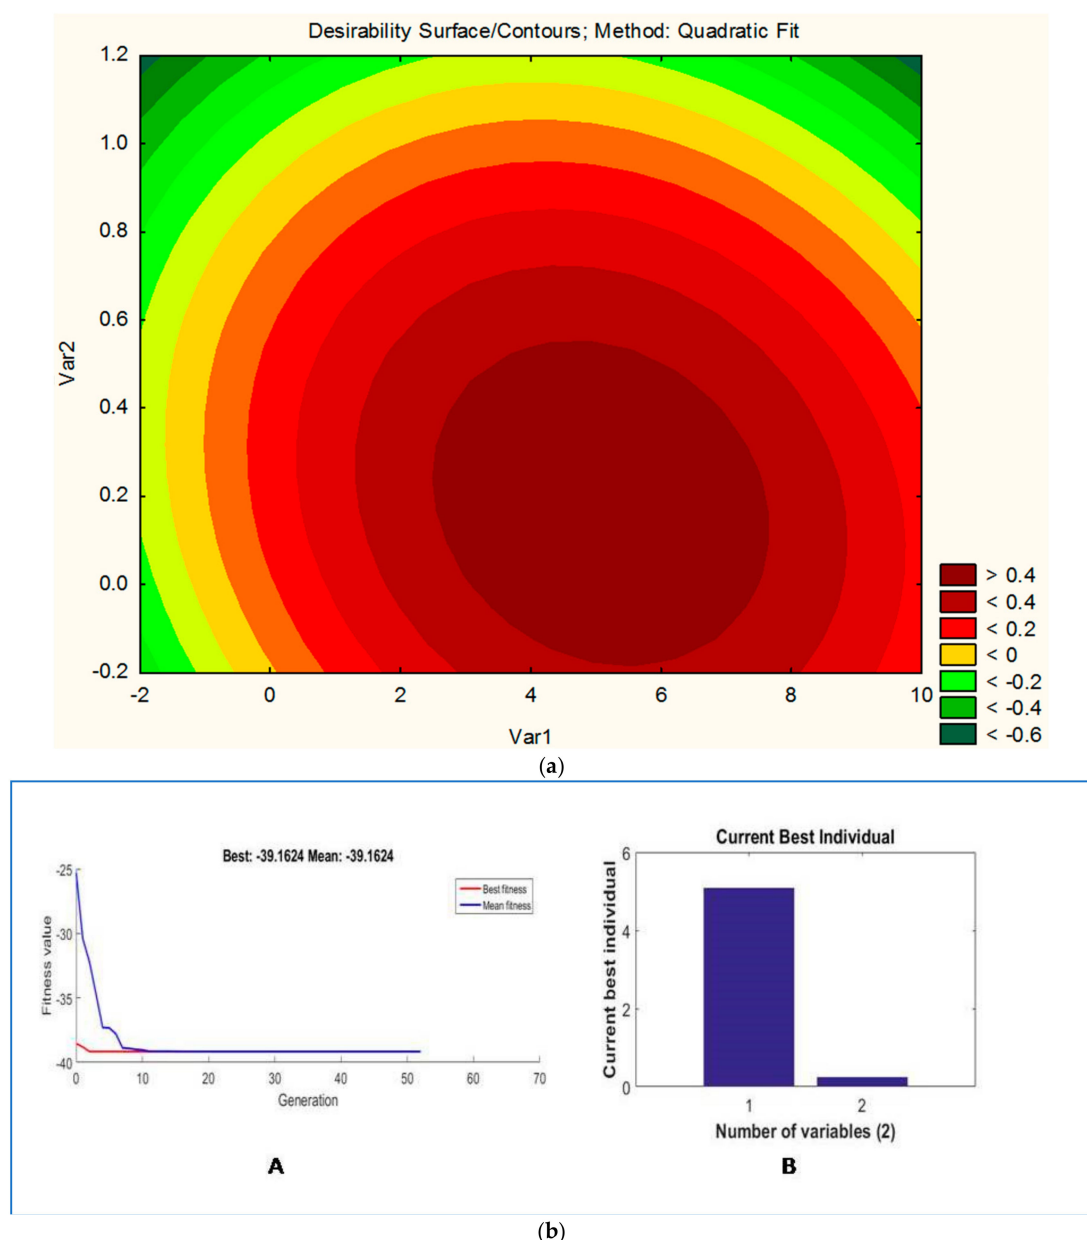 Desirability Surface/Contours; Method: Quadratic Fit
1.2
1.0
0.8
0.6
0.4
0.2
0.0
-0.2
Var2
-2 0 2 4 6 8 10
Var1
> 0.4
< 0.4
< 0.2
< 0
< -0.2
< -0.4
< -0.6
(a)
Best: -39.1624 Mean: -39.1624
-25
-30
-35
-40
Fitness value
Best fitness
Mean fitness
0 10 20 30 40 50 60 70
Generation
A
Current Best Individual
6
4
2
0
Current best individual
1 2
Number of variables (2)
B
(b)